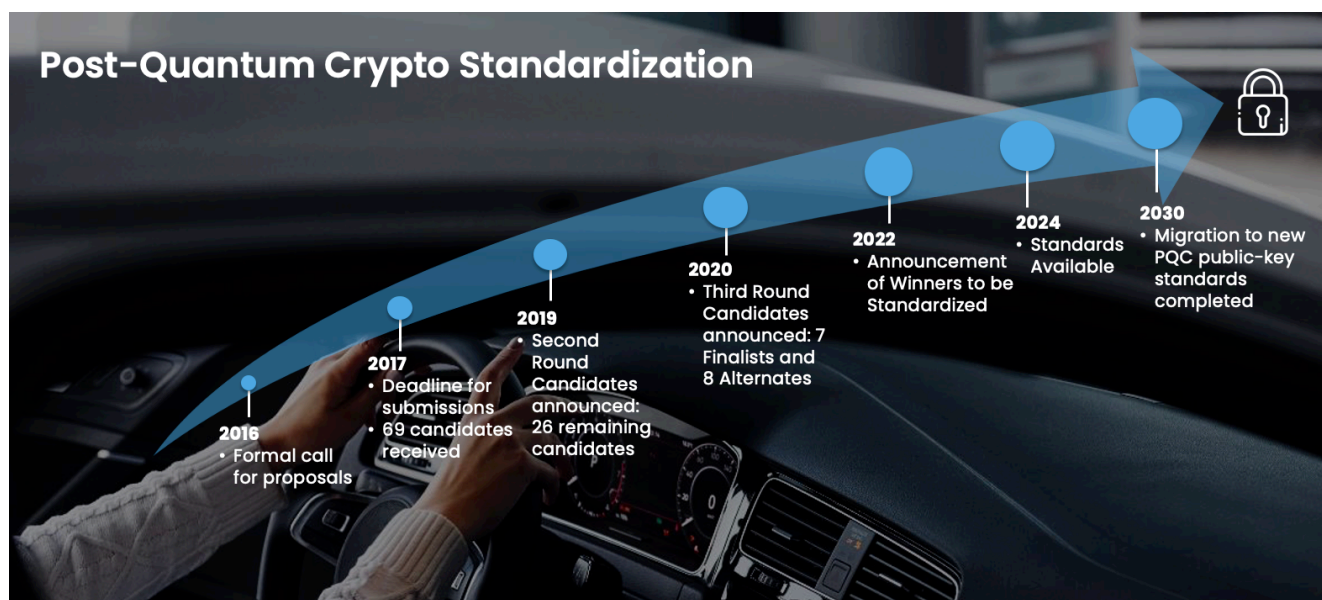 Post-Quantum Crypto Standardization
2016
• Formal call
for proposals
2017
• Deadline for
submissions
• 69 candidates
received
2019
• Second
Round
Candidates
announced:
26 remaining
candidates
2020
• Third Round
Candidates
announced: 7
Finalists and
8 Alternates
2022
• Announcement
of Winners to be
Standardized
2024
• Standards
Available
2030
• Migration to new
PQC public-key
standards
completed
P
0